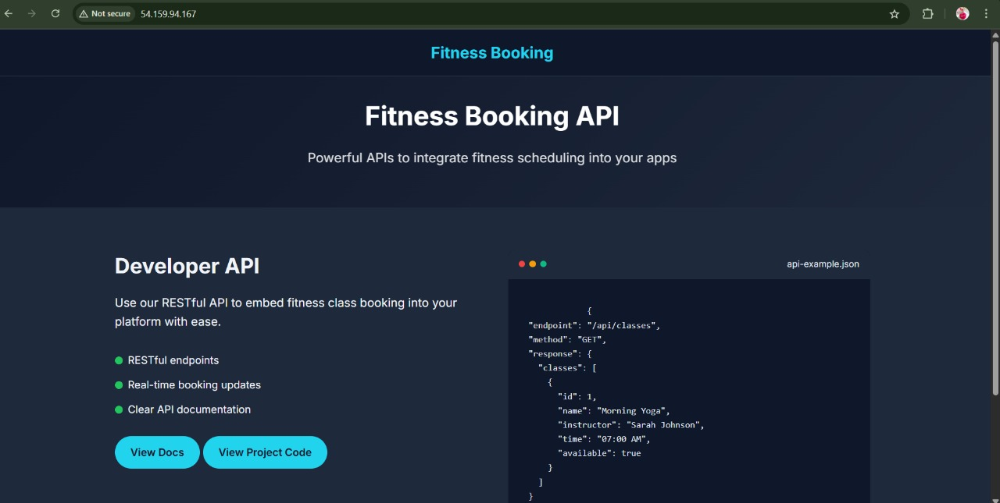 Not secure
54.159.94.167
Fitness Booking
Fitness Booking API
Powerful APIs to integrate fitness scheduling into your apps
Developer API
Use our RESTful API to embed fitness class booking into your
platform with ease.
RESTful endpoints
Real-time booking updates
Clear API documentation
View Docs
View Project Code
api-example.json
{
"endpoint": "/api/classes",
"method": "GET",
"response": {
"classes": [
{
"id": 1,
"name": "Morning Yoga",
"instructor": "Sarah Johnson",
"time": "07:00 AM",
"available": true
}
]
}